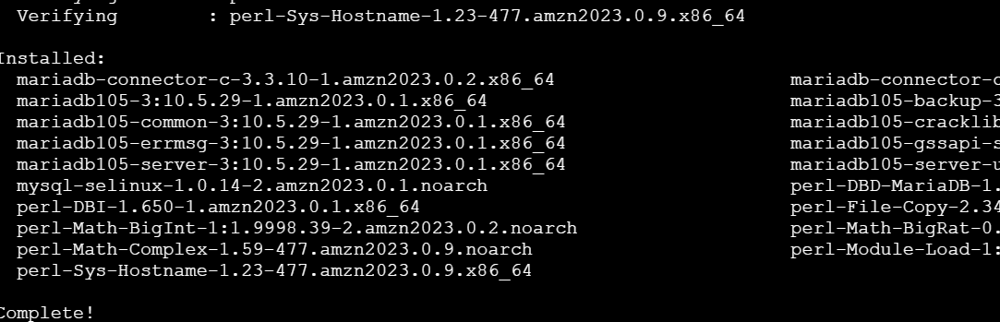 Verifying : perl-Sys-Hostname-1.23-477.amzn2023.0.9.x86_64
Installed:
mariadb-connector-c-3.3.10-1.amzn2023.0.2.x86_64 mariadb-connector-c
mariadb105-3:10.5.29-1.amzn2023.0.1.x86_64 mariadb105-backup-3
mariadb105-common-3:10.5.29-1.amzn2023.0.1.x86_64 mariadb105-cracklib
mariadb105-errmsg-3:10.5.29-1.amzn2023.0.1.x86_64 mariadb105-gssapi-s
mariadb105-server-3:10.5.29-1.amzn2023.0.1.x86_64 mariadb105-server-u
mysql-selinux-1.0.14-2.amzn2023.0.1.noarch perl-DBD-MariaDB-1.
perl-DBI-1.650-1.amzn2023.0.1.x86_64 perl-File-Copy-2.34
perl-Math-BigInt-1:1.9998.39-2.amzn2023.0.2.noarch perl-Math-BigRat-0.
perl-Math-Complex-1.59-477.amzn2023.0.9.noarch perl-Module-Load-1:
perl-Sys-Hostname-1.23-477.amzn2023.0.9.x86_64
Complete!